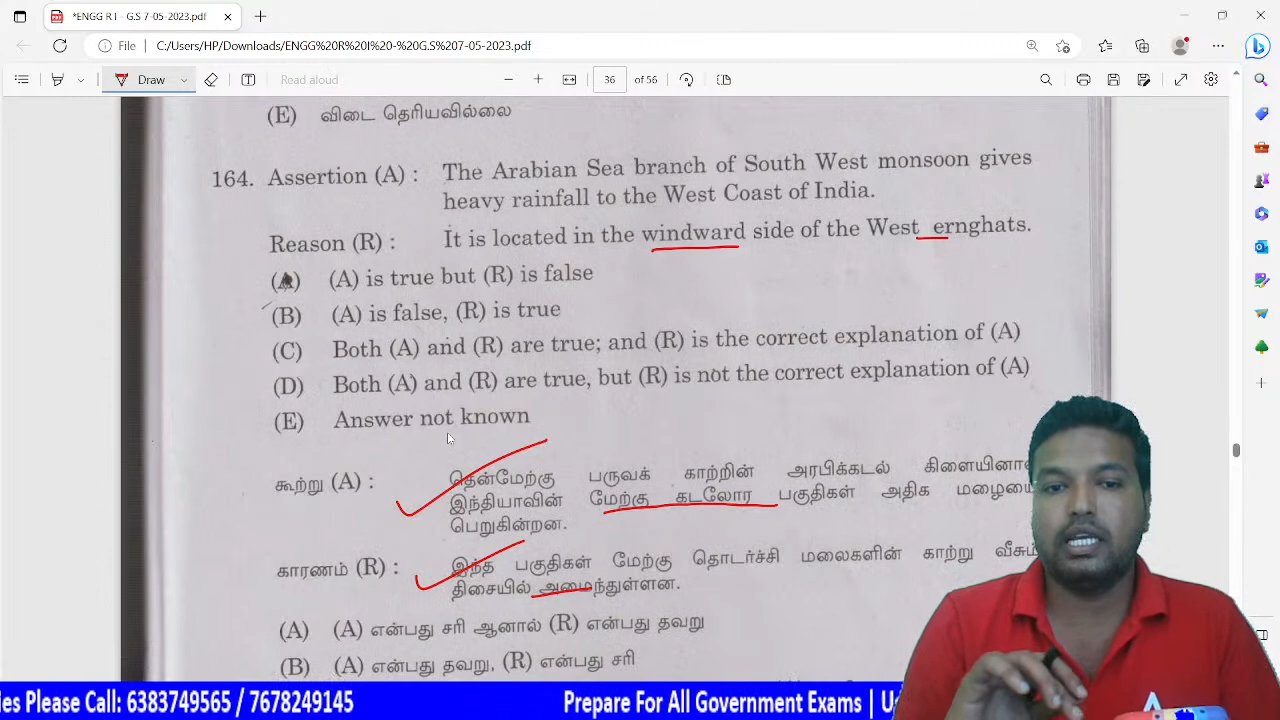 *ENGG R I - G.S 7-05-2023.pdf
File C:/Users/HP/Downloads/ENGG%20R%20I%20-%20G.S%207-05-2023.pdf
Draw Read aloud 36 of 56
(E) விடை தெரியவில்லை
164. Assertion (A) : The Arabian Sea branch of South West monsoon gives
heavy rainfall to the West Coast of India.
Reason (R) : It is located in the windward side of the West ernghats.
(A) (A) is true but (R) is false
(B) (A) is false, (R) is true
(C) Both (A) and (R) are true; and (R) is the correct explanation of (A)
(D) Both (A) and (R) are true, but (R) is not the correct explanation of (A)
(E) Answer not known
கூற்று (A) : தென்மேற்கு பருவக் காற்றின் அரபிக்கடல்
இந்தியாவின் மேற்கு கடலோர பகுதிகள் அதிக
பெறுகின்றன.
காரணம் (R) : இந்த பகுதிகள் மேற்கு தொடர்ச்சி மலைகளின் காற்று வீசும்
திசையில் அமைந்துள்ளன.
(A) (A) என்பது சரி ஆனால் (R) என்பது தவறு
(B) (A) என்பது தவறு, (R) என்பது சரி
ies Please Call: 6383749565 / 7678249145 Prepare For All Government Exams |